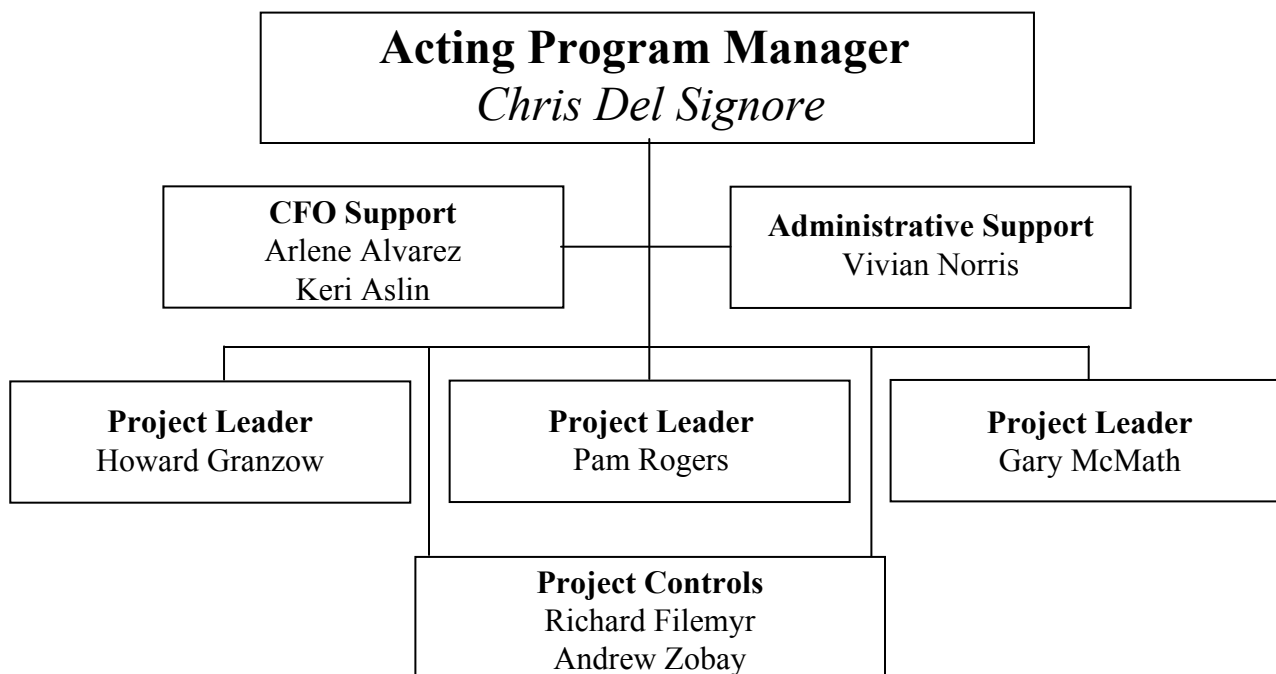 Acting Program Manager
Chris Del Signore
CFO Support
Arlene Alvarez
Keri Aslin
Administrative Support
Vivian Norris
Project Leader
Howard Granzow
Project Leader
Pam Rogers
Project Leader
Gary McMath
Project Controls
Richard Filemyr
Andrew Zobay